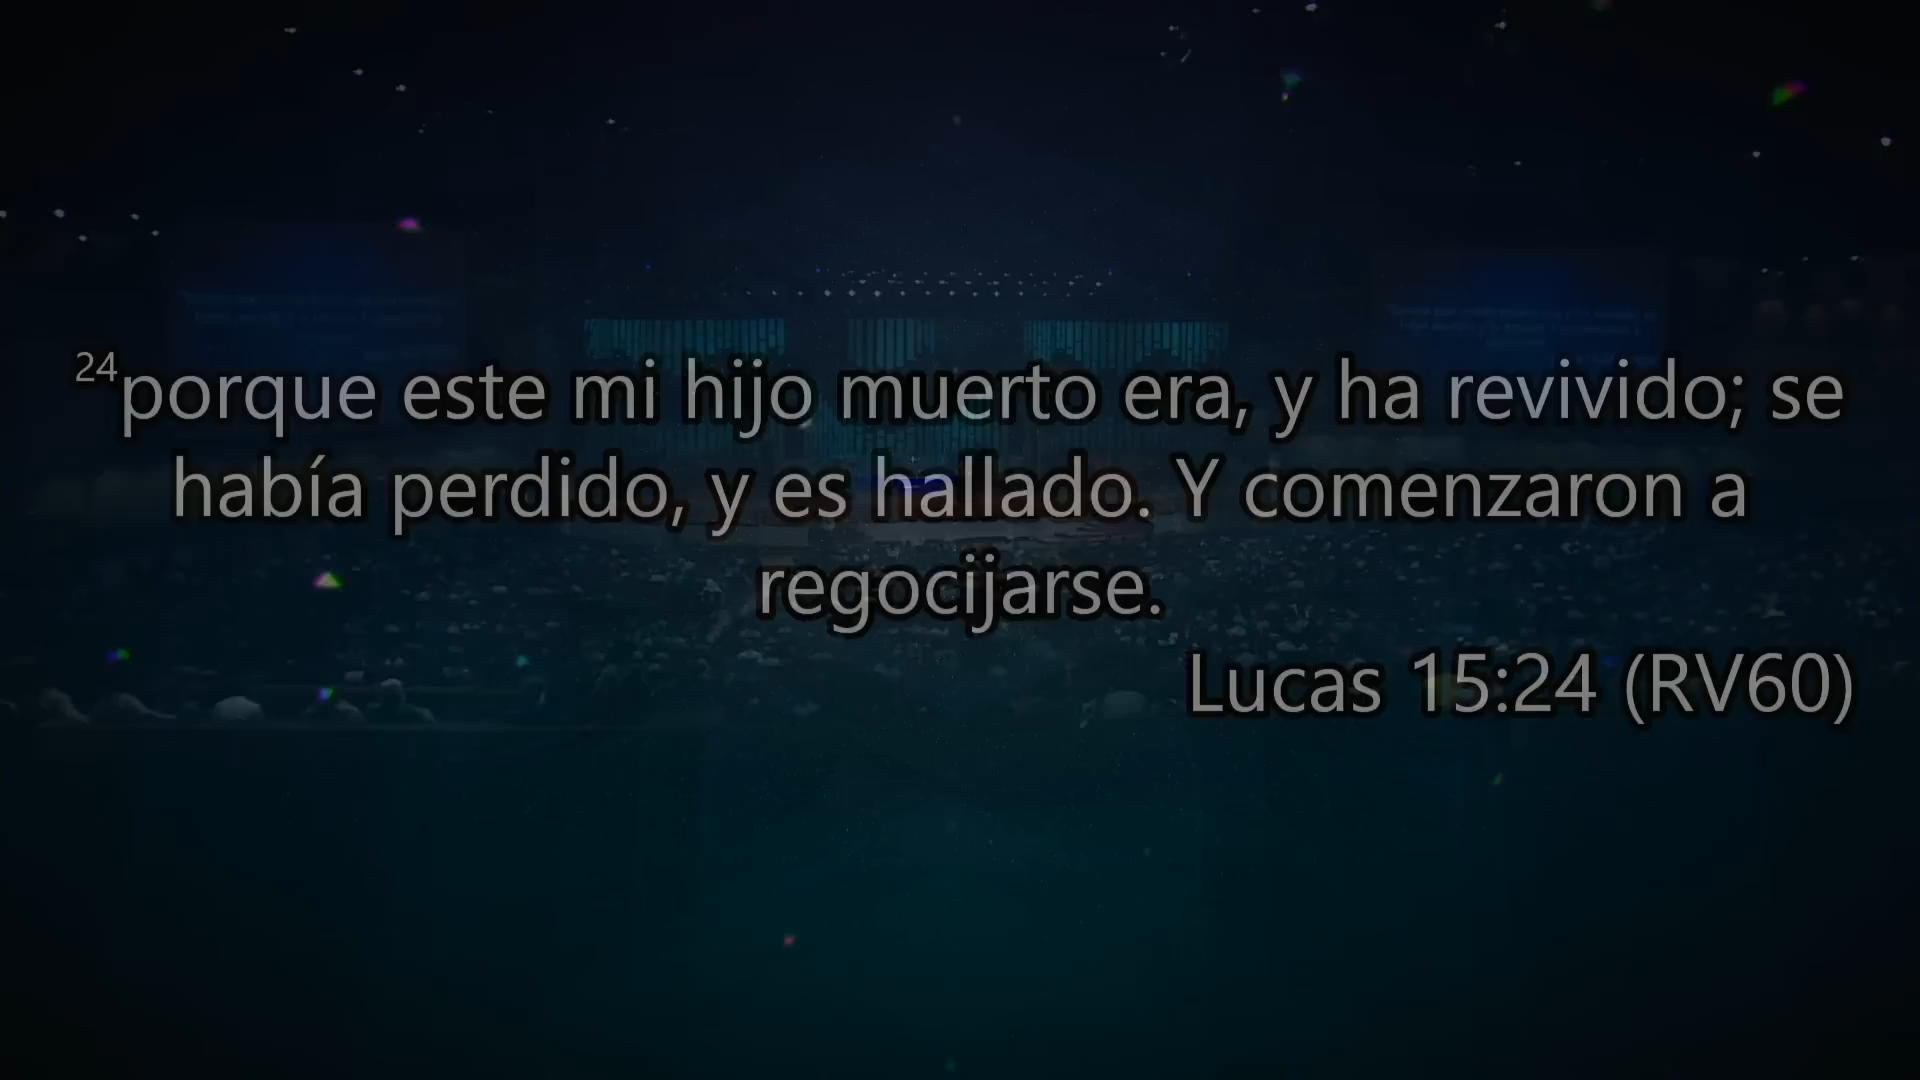 24porque este mi hijo muerto era, y ha revivido; se
había perdido, y es hallado. Y comenzaron a
regocijarse.
Lucas 15:24 (RV60)